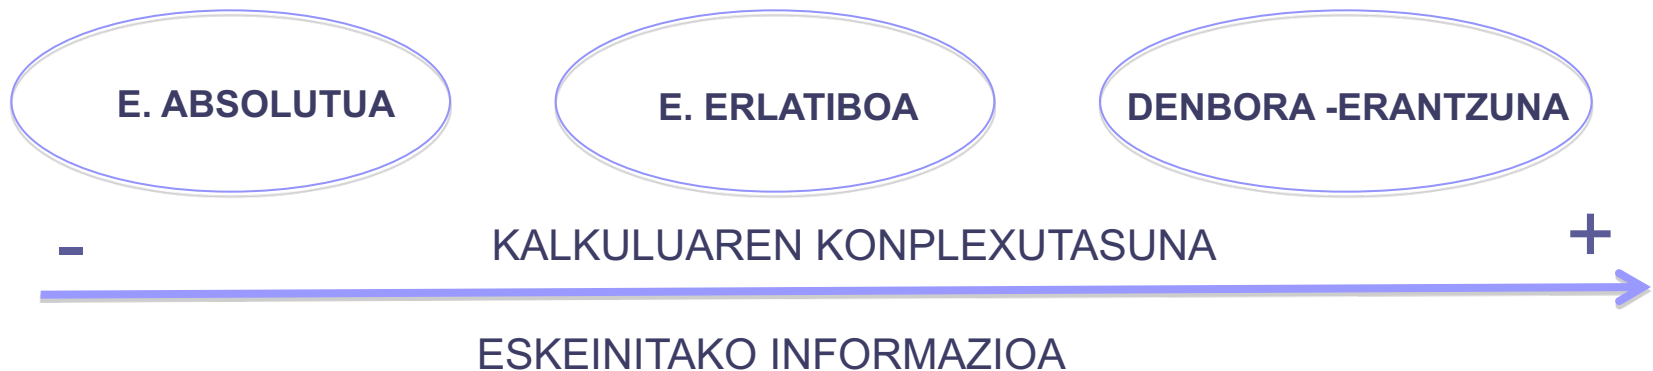 E. ABSOLUTUA
E. ERLATIBOA
DENBORA -ERANTZUNA
-
+
KALKULUAREN KONPLEXUTASUNA
ESKEINITAKO INFORMAZIOA